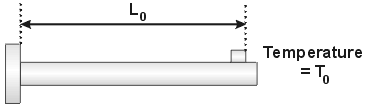 L₀
Temperature
= T₀